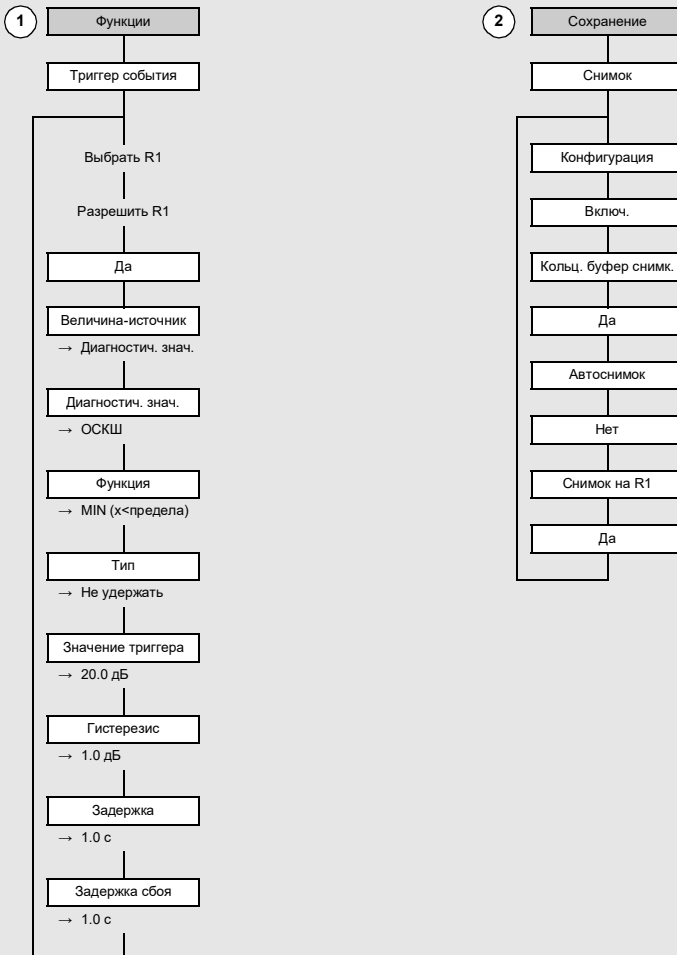 1
Функции
Триггер события
Выбрать R1
Разрешить R1
Да
Величина-источник
→ Диагностич. знач.
Диагностич. знач.
→ ОСКШ
Функция
→ MIN (x<предела)
Тип
→ Не удержать
Значение триггера
→ 20.0 дБ
Гистерезис
→ 1.0 дБ
Задержка
→ 1.0 с
Задержка сбоя
→ 1.0 с
2
Сохранение
Снимок
Конфигурация
Включ.
Кольц. буфер снимк.
Да
Автоснимок
Нет
Снимок на R1
Да